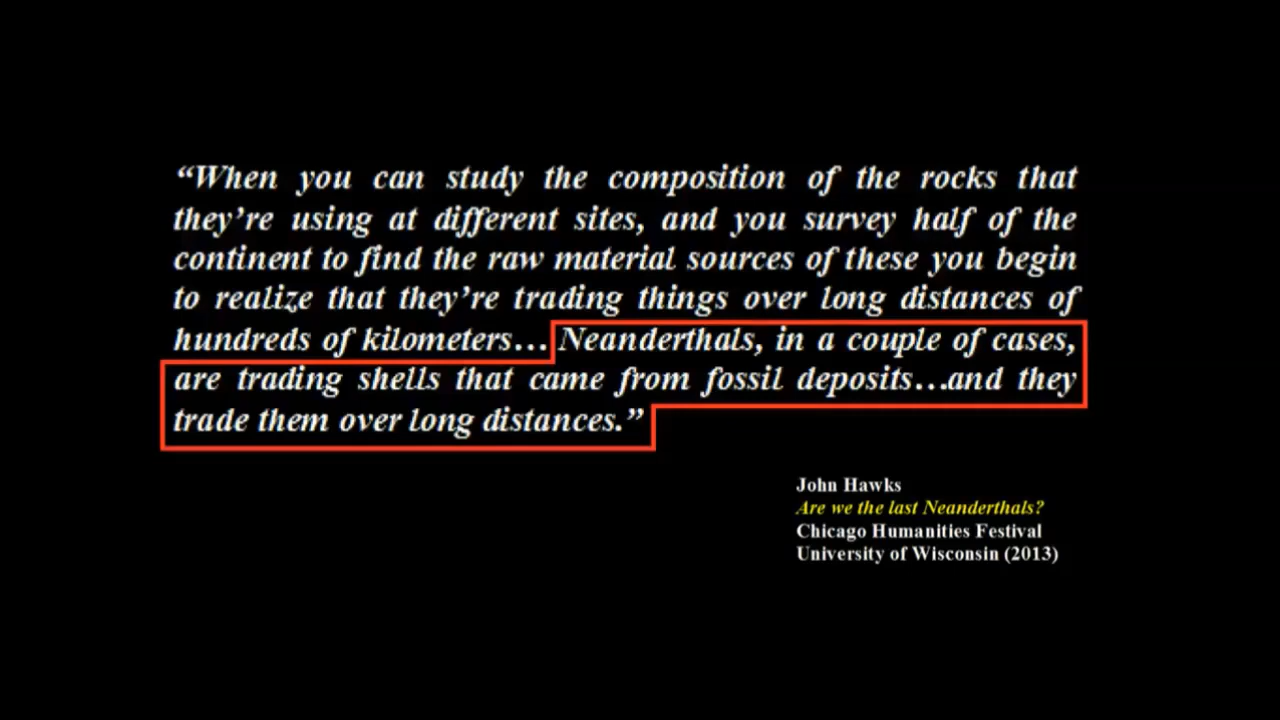 “When you can study the composition of the rocks that
they’re using at different sites, and you survey half of the
continent to find the raw material sources of these you begin
to realize that they’re trading things over long distances of
hundreds of kilometers… Neanderthals, in a couple of cases,
are trading shells that came from fossil deposits…and they
trade them over long distances.”
John Hawks
Are we the last Neanderthals?
Chicago Humanities Festival
University of Wisconsin (2013)